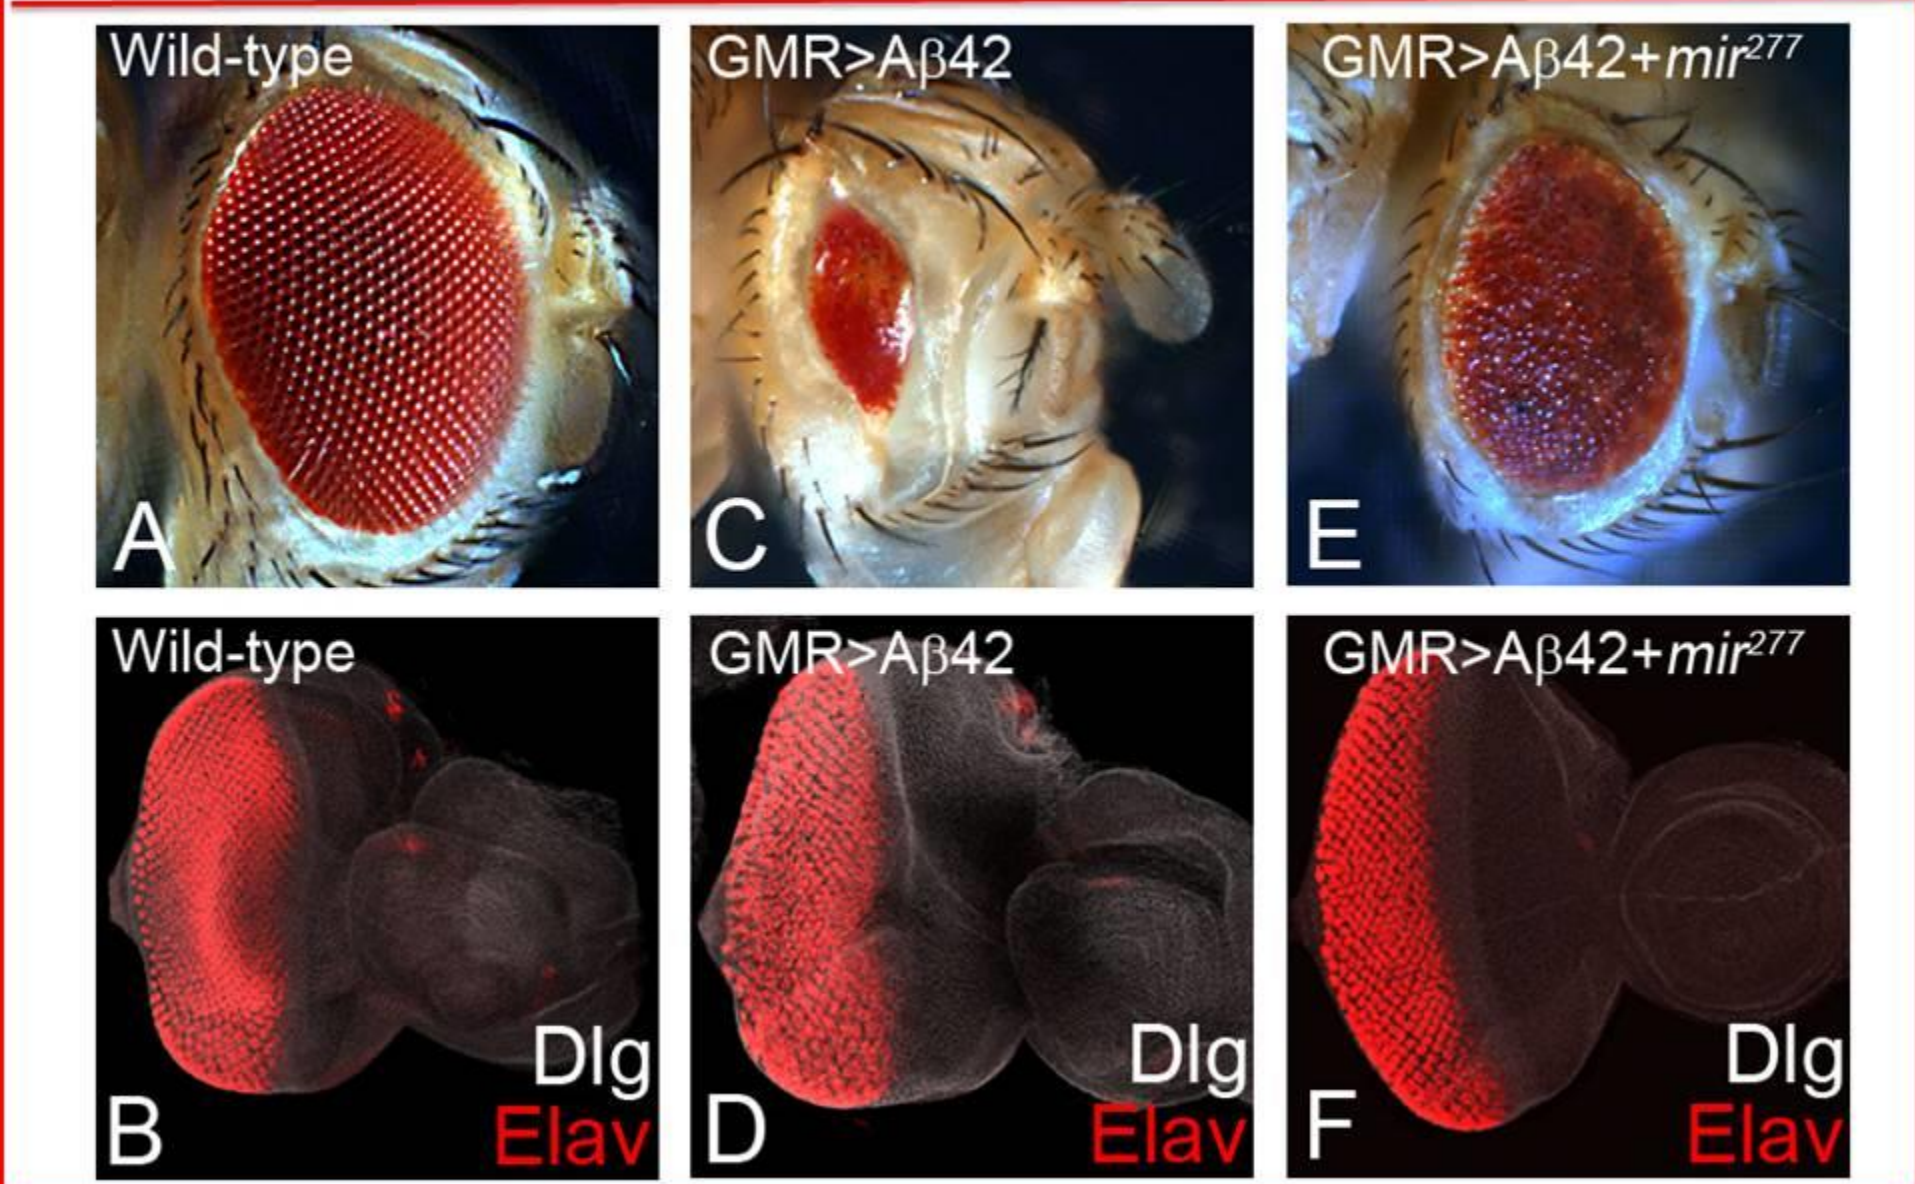 Wild-type
A
GMR>Aβ42
C
GMR>Aβ42+mir²⁷⁷
E
Wild-type
Dlg
B
Elav
GMR>Aβ42
Dlg
D
Elav
GMR>Aβ42+mir²⁷⁷
Dlg
F
Elav